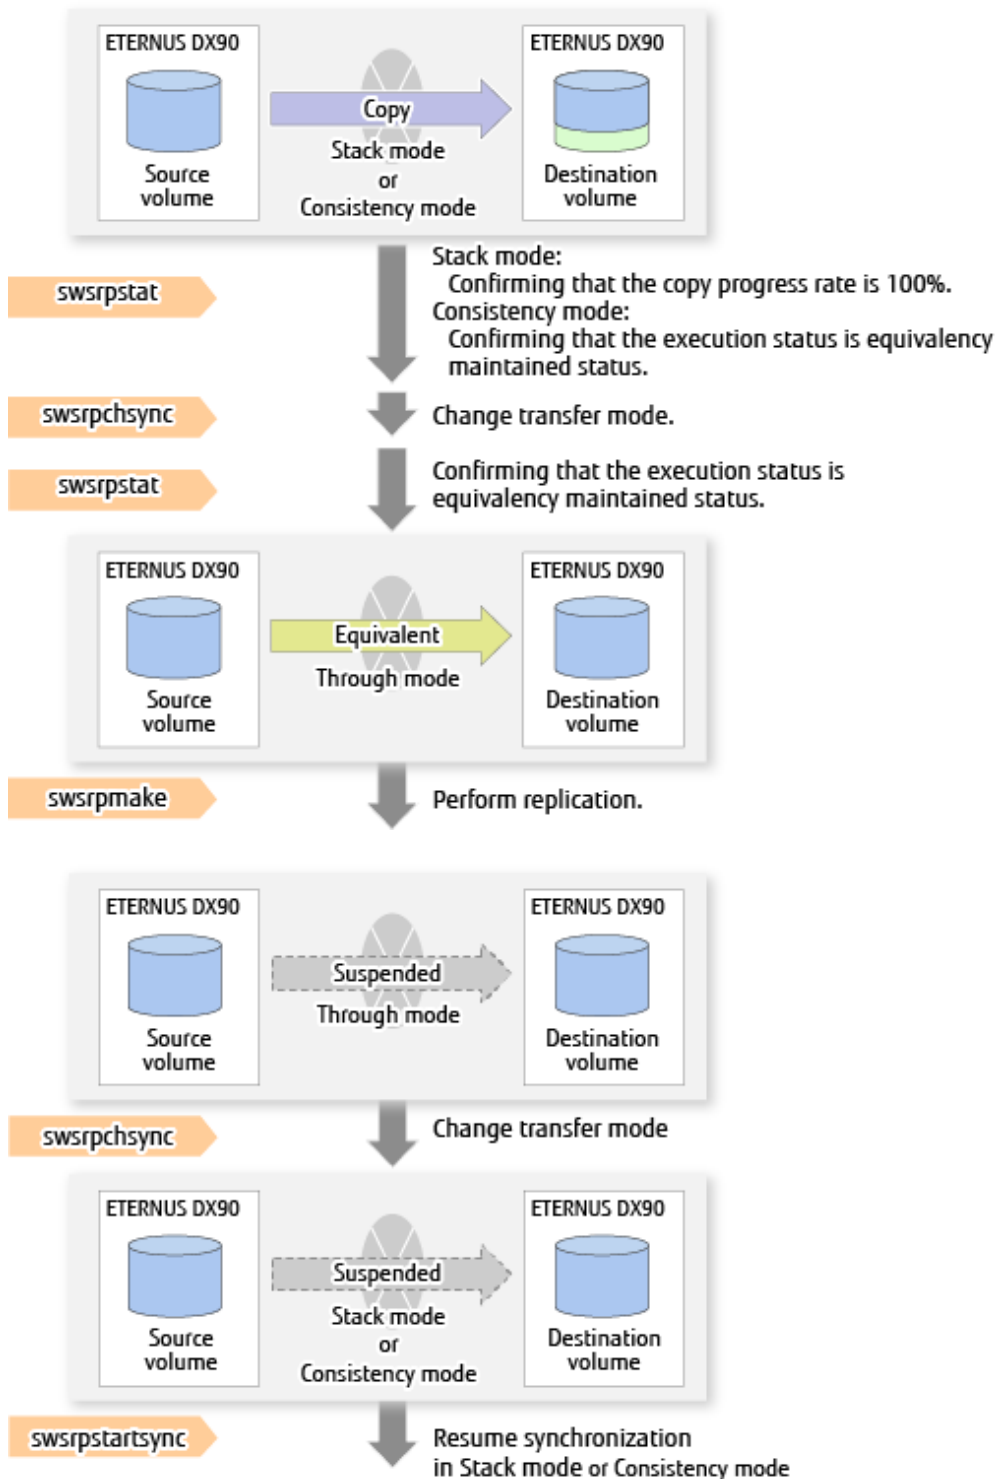 ETERNUS DX90
ETERNUS DX90
Copy
Stack mode
or
Consistency mode
Source
volume
Destination
volume
swsrpstat
Stack mode:
Confirming that the copy progress rate is 100%.
Consistency mode:
Confirming that the execution status is equivalency
maintained status.
swsrpchsync
Change transfer mode.
swsrpstat
Confirming that the execution status is
equivalency maintained status.
ETERNUS DX90
ETERNUS DX90
Equivalent
Through mode
Source
volume
Destination
volume
swsrpmake
Perform replication.
ETERNUS DX90
ETERNUS DX90
Suspended
Through mode
Source
volume
Destination
volume
swsrpchsync
Change transfer mode
ETERNUS DX90
ETERNUS DX90
Suspended
Stack mode
or
Consistency mode
Source
volume
Destination
volume
swsrpstartsync
Resume synchronization
in Stack mode or Consistency mode